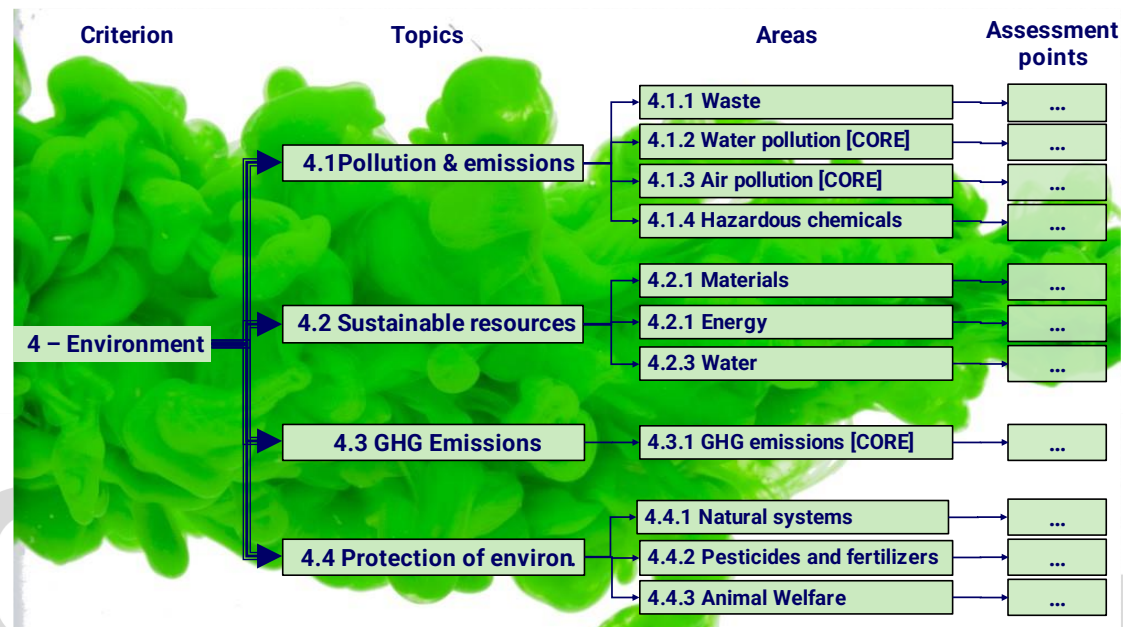 Criterion
Topics
Areas
Assessment
points
4 – Environment
4.1Pollution & emissions
4.1.1 Waste
...
4.1.2 Water pollution [CORE]
...
4.1.3 Air pollution [CORE]
...
4.1.4 Hazardous chemicals
...
4.2 Sustainable resources
4.2.1 Materials
...
4.2.1 Energy
...
4.2.3 Water
...
4.3 GHG Emissions
4.3.1 GHG emissions [CORE]
...
4.4 Protection of environ.
4.4.1 Natural systems
...
4.4.2 Pesticides and fertilizers
...
4.4.3 Animal Welfare
...